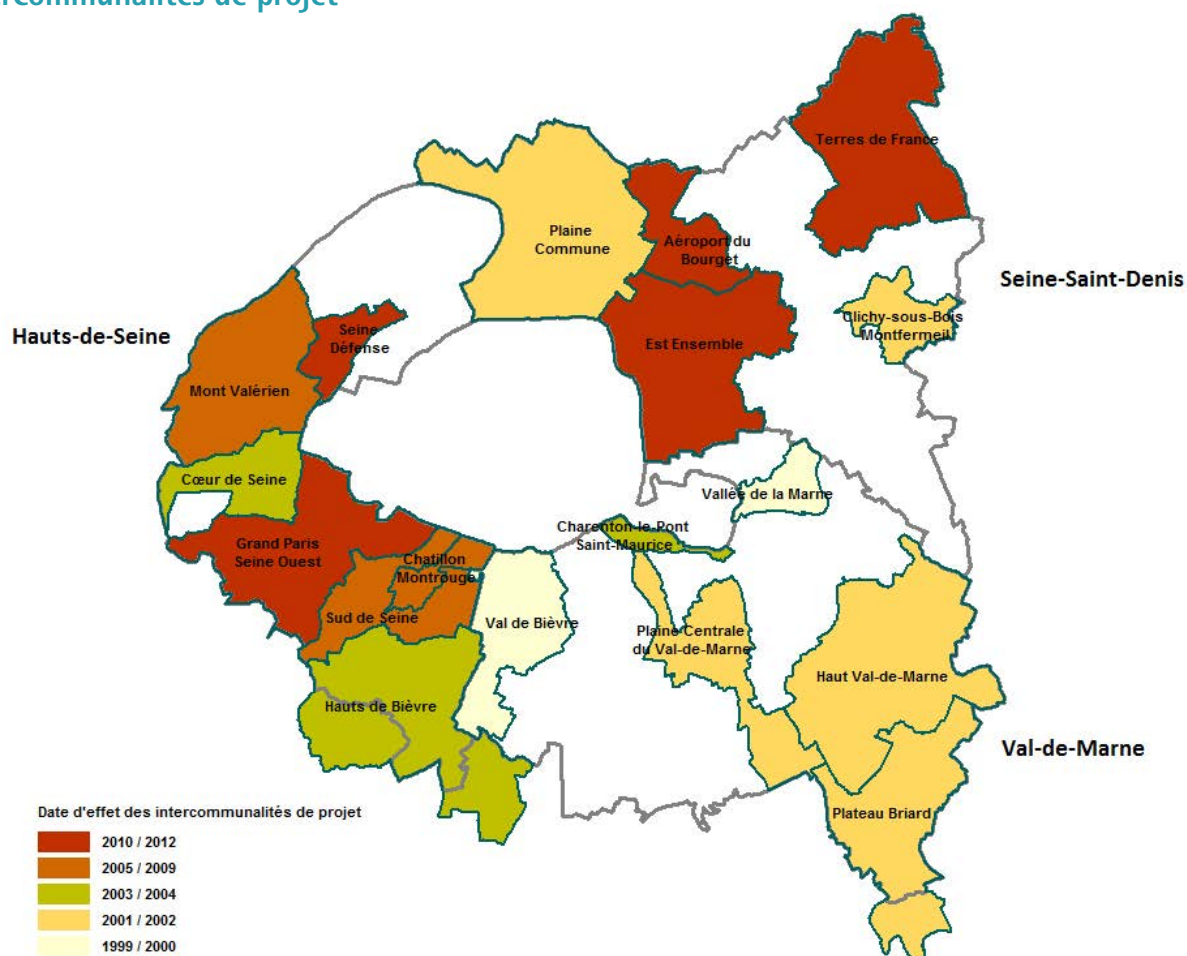 ercommunalités de projet
Terres de France
Plaine
Commune
Aéroport du
Bourget
Seine-Saint-Denis
Clichy-sous-Bois
Montfermeil
Hauts-de-Seine
Seine
Défense
Est Ensemble
Mont Valérien
Cœur de Seine
Vallée de la Marne
Charenton-le-Pont
Saint-Maurice
Grand Paris
Seine Ouest
Chatillon
Montrouge
Sud de Seine
Val de Bièvre
Plaine Centrale
du Val-de-Marne
Haut Val-de-Marne
Hauts de Bièvre
Val-de-Marne
Plateau Briard
Date d'effet des intercommunalités de projet
2010 / 2012
2005 / 2009
2003 / 2004
2001 / 2002
1999 / 2000